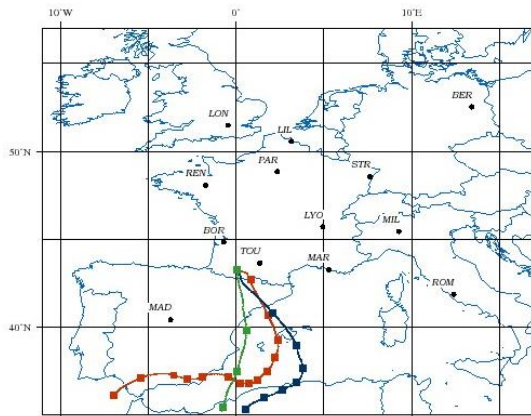 10°W 0° 10°E
BER
LON
LIL
50°N
PAR
STR
REN
LYO
MIL
BOR
TOU
MAR
ROM
MAD
40°N